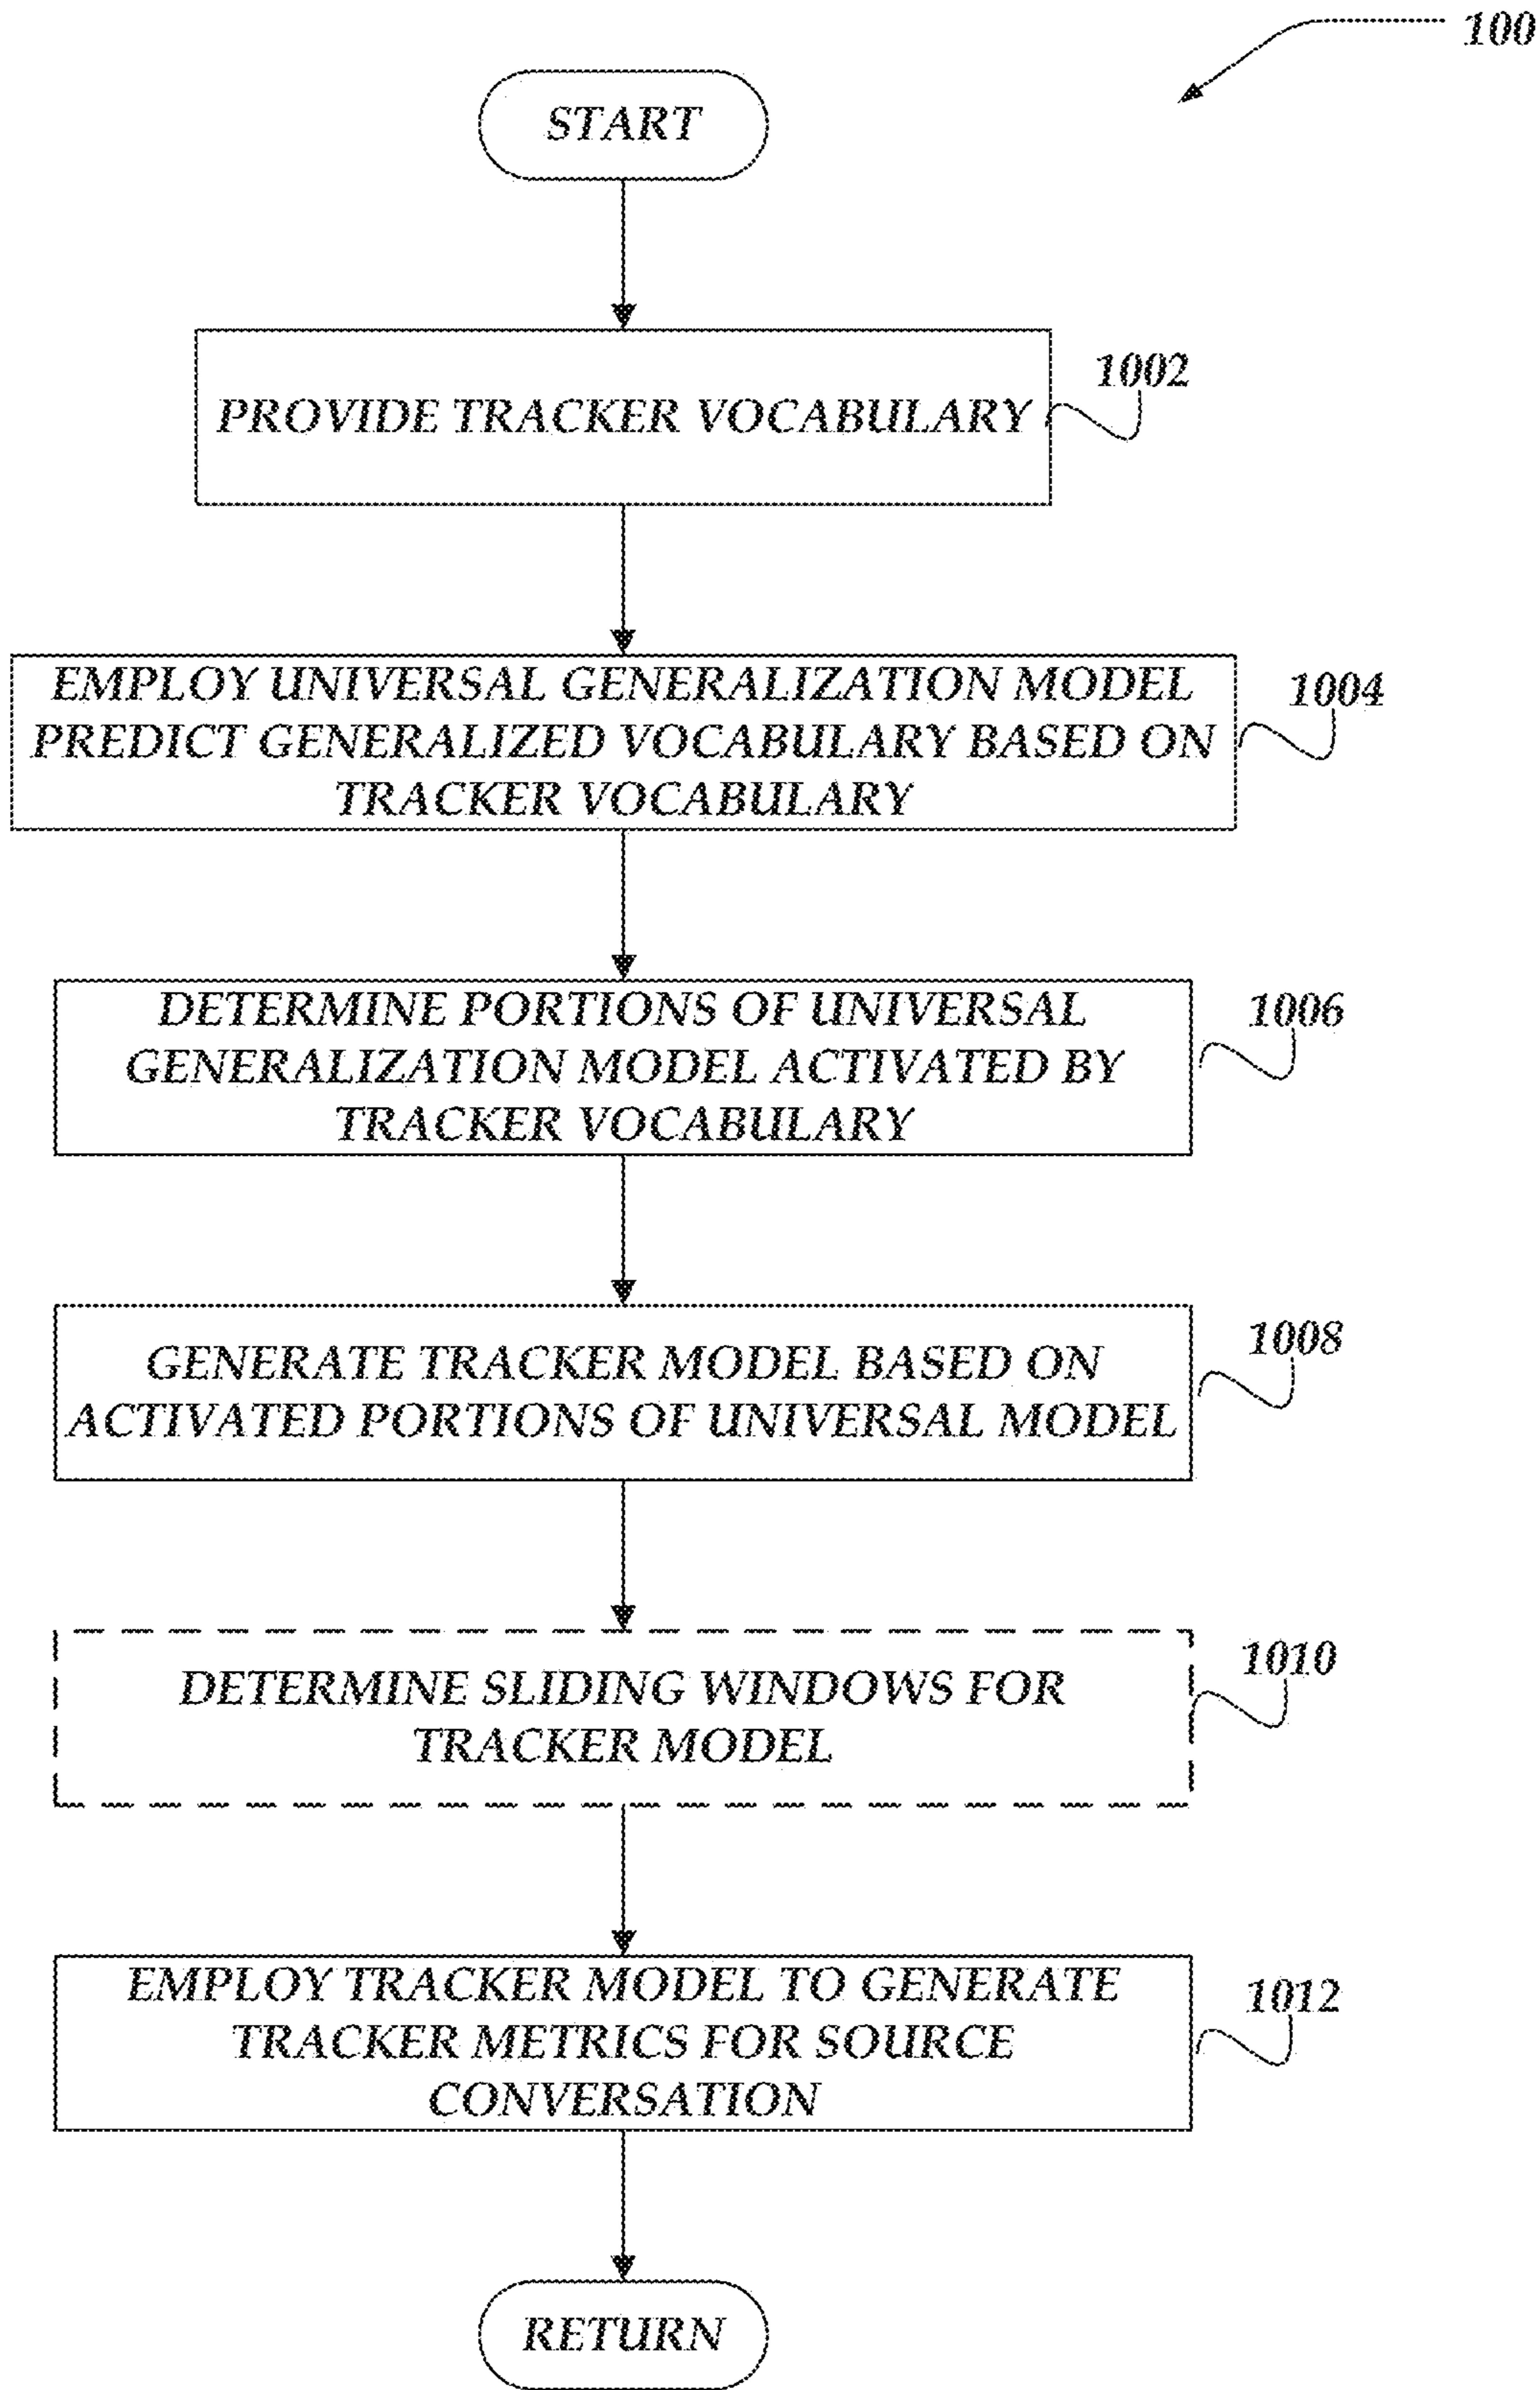 100
START
PROVIDE TRACKER VOCABULARY
1002
EMPLOY UNIVERSAL GENERALIZATION MODEL
PREDICT GENERALIZED VOCABULARY BASED ON
TRACKER VOCABULARY
1004
DETERMINE PORTIONS OF UNIVERSAL
GENERALIZATION MODEL ACTIVATED BY
TRACKER VOCABULARY
1006
GENERATE TRACKER MODEL BASED ON
ACTIVATED PORTIONS OF UNIVERSAL MODEL
1008
DETERMINE SLIDING WINDOWS FOR
TRACKER MODEL
1010
EMPLOY TRACKER MODEL TO GENERATE
TRACKER METRICS FOR SOURCE
CONVERSATION
1012
RETURN